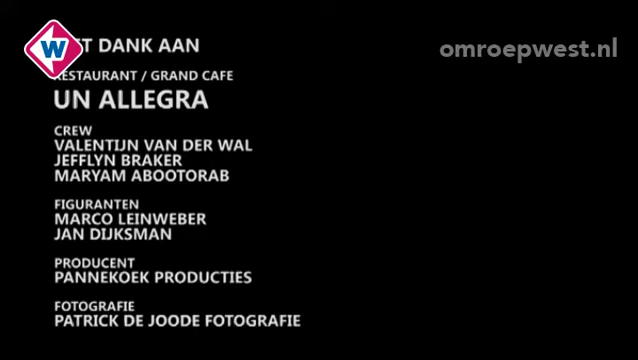 W
omroepwest.nl
T DANK AAN
RESTAURANT / GRAND CAFE
UN ALLEGRA
CREW
VALENTIJN VAN DER WAL
JEFFLYN BRAKER
MARYAM ABOOTORAB
FIGURANTEN
MARCO LEINWEBER
JAN DIJKSMAN
PRODUCENT
PANNEKOEK PRODUCTIES
FOTOGRAFIE
PATRICK DE JOODE FOTOGRAFIE